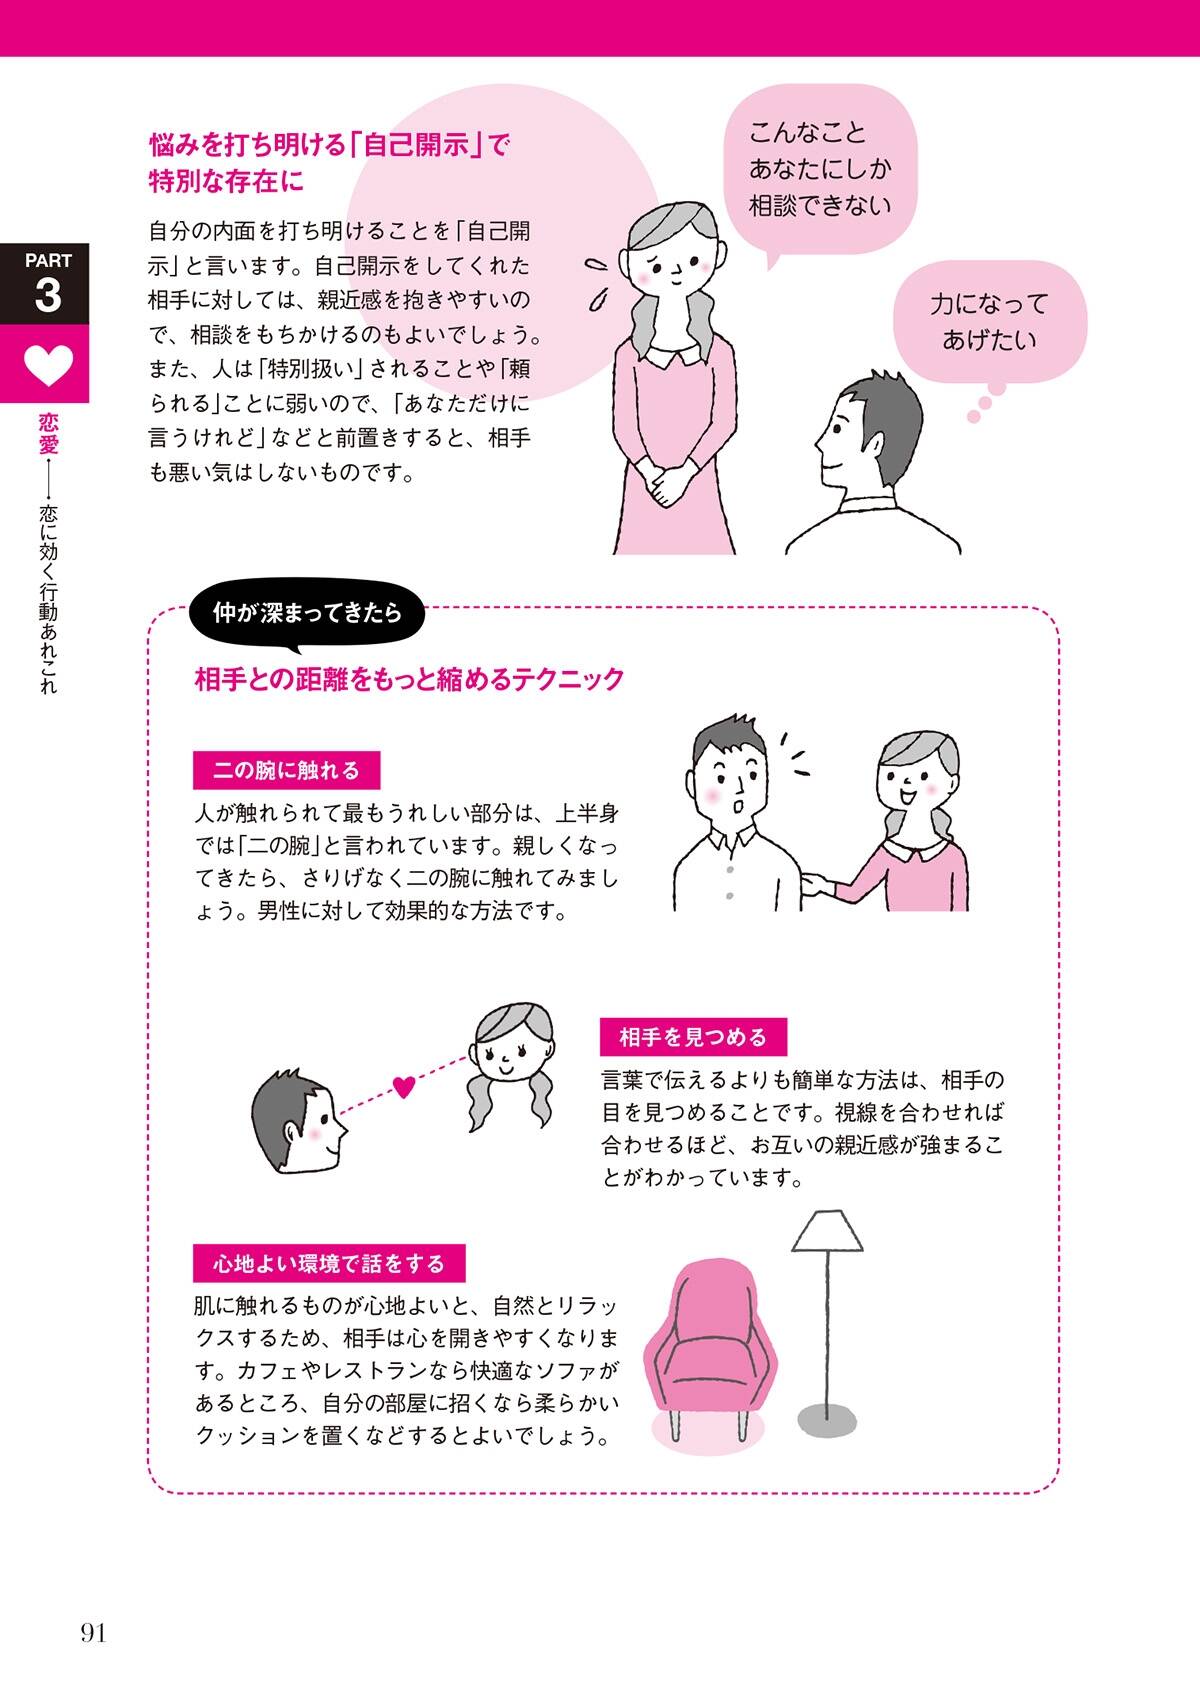 悩みを打ち明ける「自己開示」で
特別な存在に
自分の内面を打ち明けることを「自己開
示」と言います。自己開示をしてくれた
相手に対しては、親近感を抱きやすいの
で、相談をもちかけるのもよいでしょう。
また、人は「特別扱い」されることや「頼
られる」ことに弱いので、「あなただけに
言うけれど」などと前置きすると、相手
も悪い気はしないものです。
こんなこと
あなたにしか
相談できない
力になって
あげたい
PART
3
恋愛──恋に効く行動あれこれ
仲が深まってきたら
相手との距離をもっと縮めるテクニック
二の腕に触れる
人が触れられて最もうれしい部分は、上半身
では「二の腕」と言われています。親しくなっ
てきたら、さりげなく二の腕に触れてみまし
ょう。男性に対して効果的な方法です。
相手を見つめる
言葉で伝えるよりも簡単な方法は、相手の
目を見つめることです。視線を合わせれば
合わせるほど、お互いの親近感が強まるこ
とがわかっています。
心地よい環境で話をする
肌に触れるものが心地よいと、自然とリラッ
クスするため、相手は心を開きやすくなりま
す。カフェやレストランなら快適なソファが
あるところ、自分の部屋に招くなら柔らかい
クッションを置くなどするとよいでしょう。
91